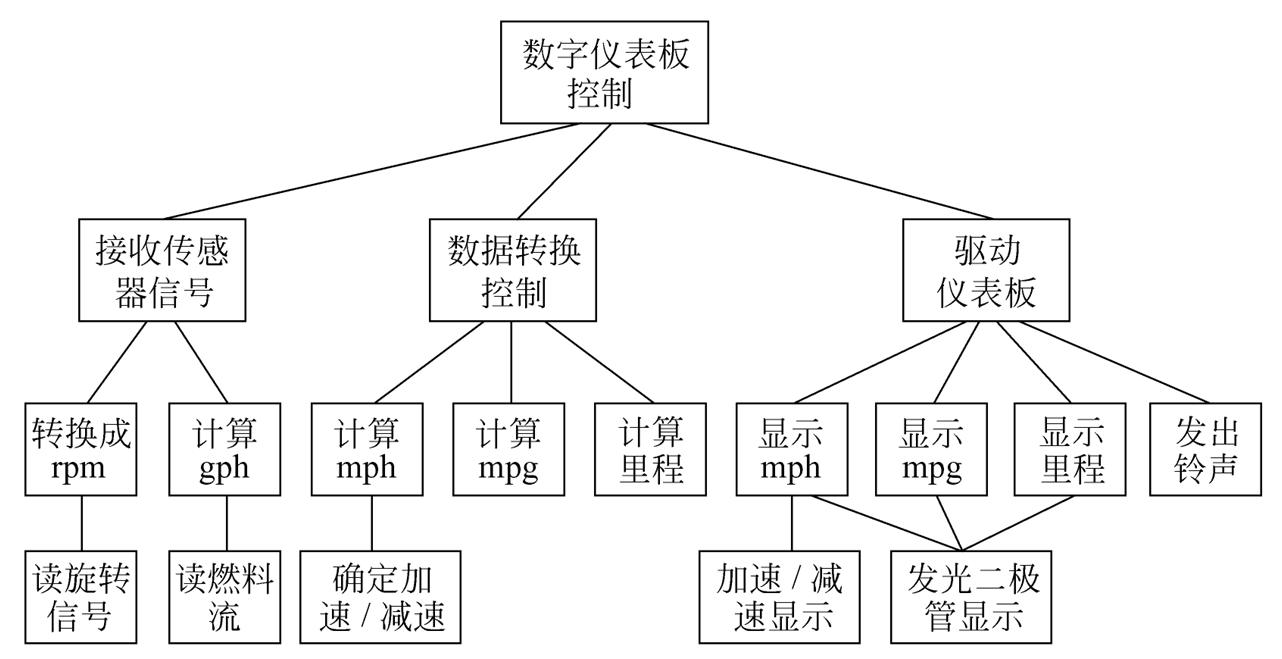 数字仪表板
控制
接收传感
器信号
数据转换
控制
驱动
仪表板
转换成
rpm
计算
gph
计算
mph
计算
mpg
计算
里程
显示
mph
显示
mpg
显示
里程
发出
铃声
读旋转
信号
读燃料
流
确定加
速 / 减速
加速 / 减
速显示
发光二极
管显示